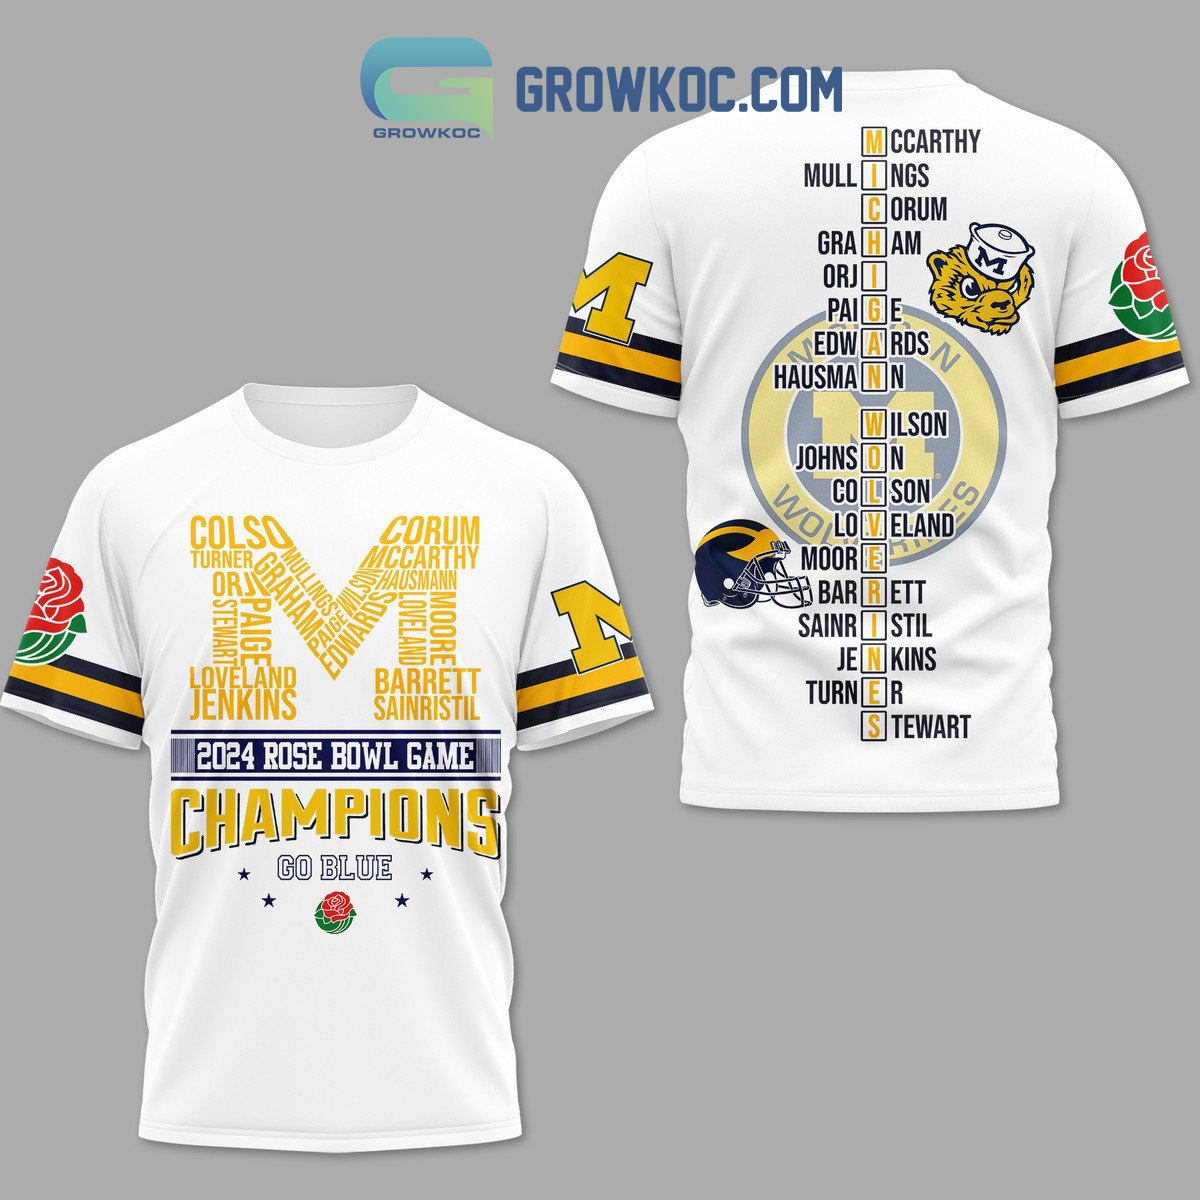 GROWKOC
GROWKOC.COM
MCCARTHY
MULLINGS
CORUM
GRAHAM
ORJI
PAIGE
EDWARDS
HAUSMANN
WILSON
JOHNSON
COLSON
LOVELAND
MOORE
BARRETT
SAINRISTIL
JENKINS
TURNER
STEWART
M
M
M
COLSO
TURNER
ORJ
STEWART
PAIGE
LOVELAND
JENKINS
MULLINGS
GRAHAM
PAIGE
EDWARDS
WILSON
CORUM
MCCARTHY
HAUSMANN
LOVELAND
MOORE
BARRETT
SAINRISTIL
2024 ROSE BOWL GAME
CHAMPIONS
GO BLUE
M